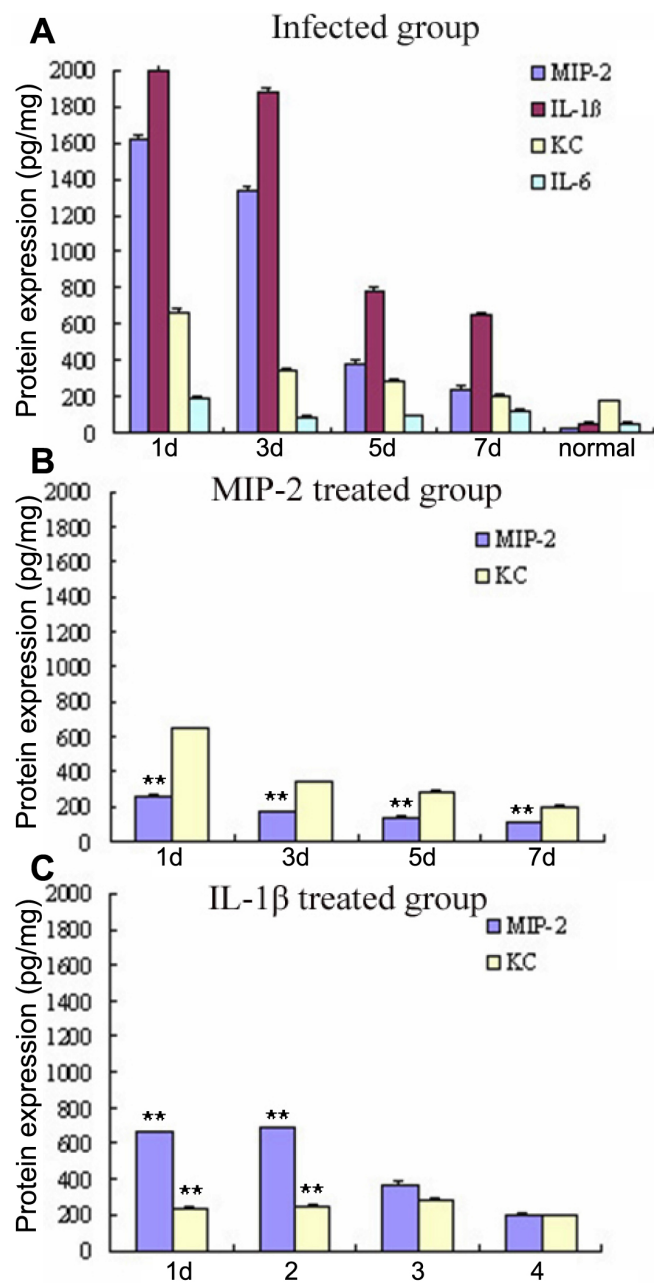 A
Infected group
Protein expression (pg/mg)
2000
1800
1600
1400
1200
1000
800
600
400
200
0
MIP-2
IL-1ß
KC
IL-6
1d 3d 5d 7d normal
B
MIP-2 treated group
Protein expression (pg/mg)
2000
1800
1600
1400
1200
1000
800
600
400
200
0
MIP-2
KC
** ** ** **
1d 3d 5d 7d
C
IL-1β treated group
Protein expression (pg/mg)
2000
1800
1600
1400
1200
1000
800
600
400
200
0
MIP-2
KC
** **
** **
1d 2 3 4